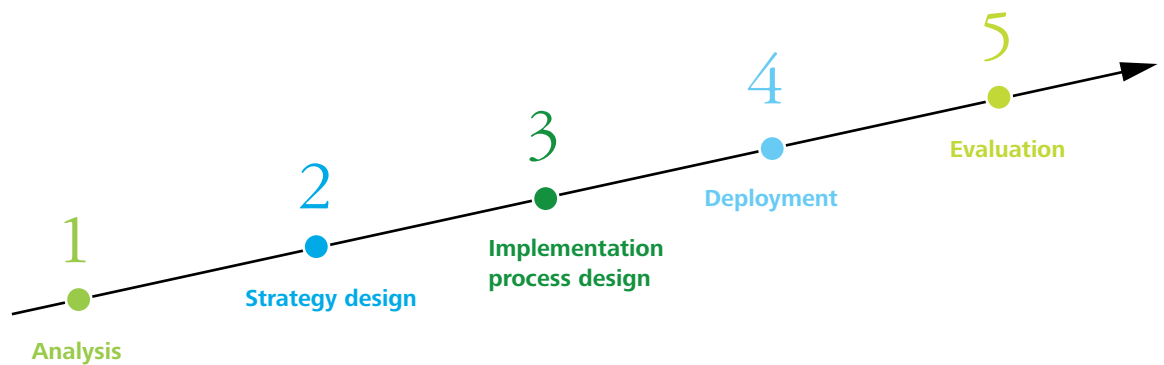 1
Analysis
2
Strategy design
3
Implementation
process design
4
Deployment
5
Evaluation